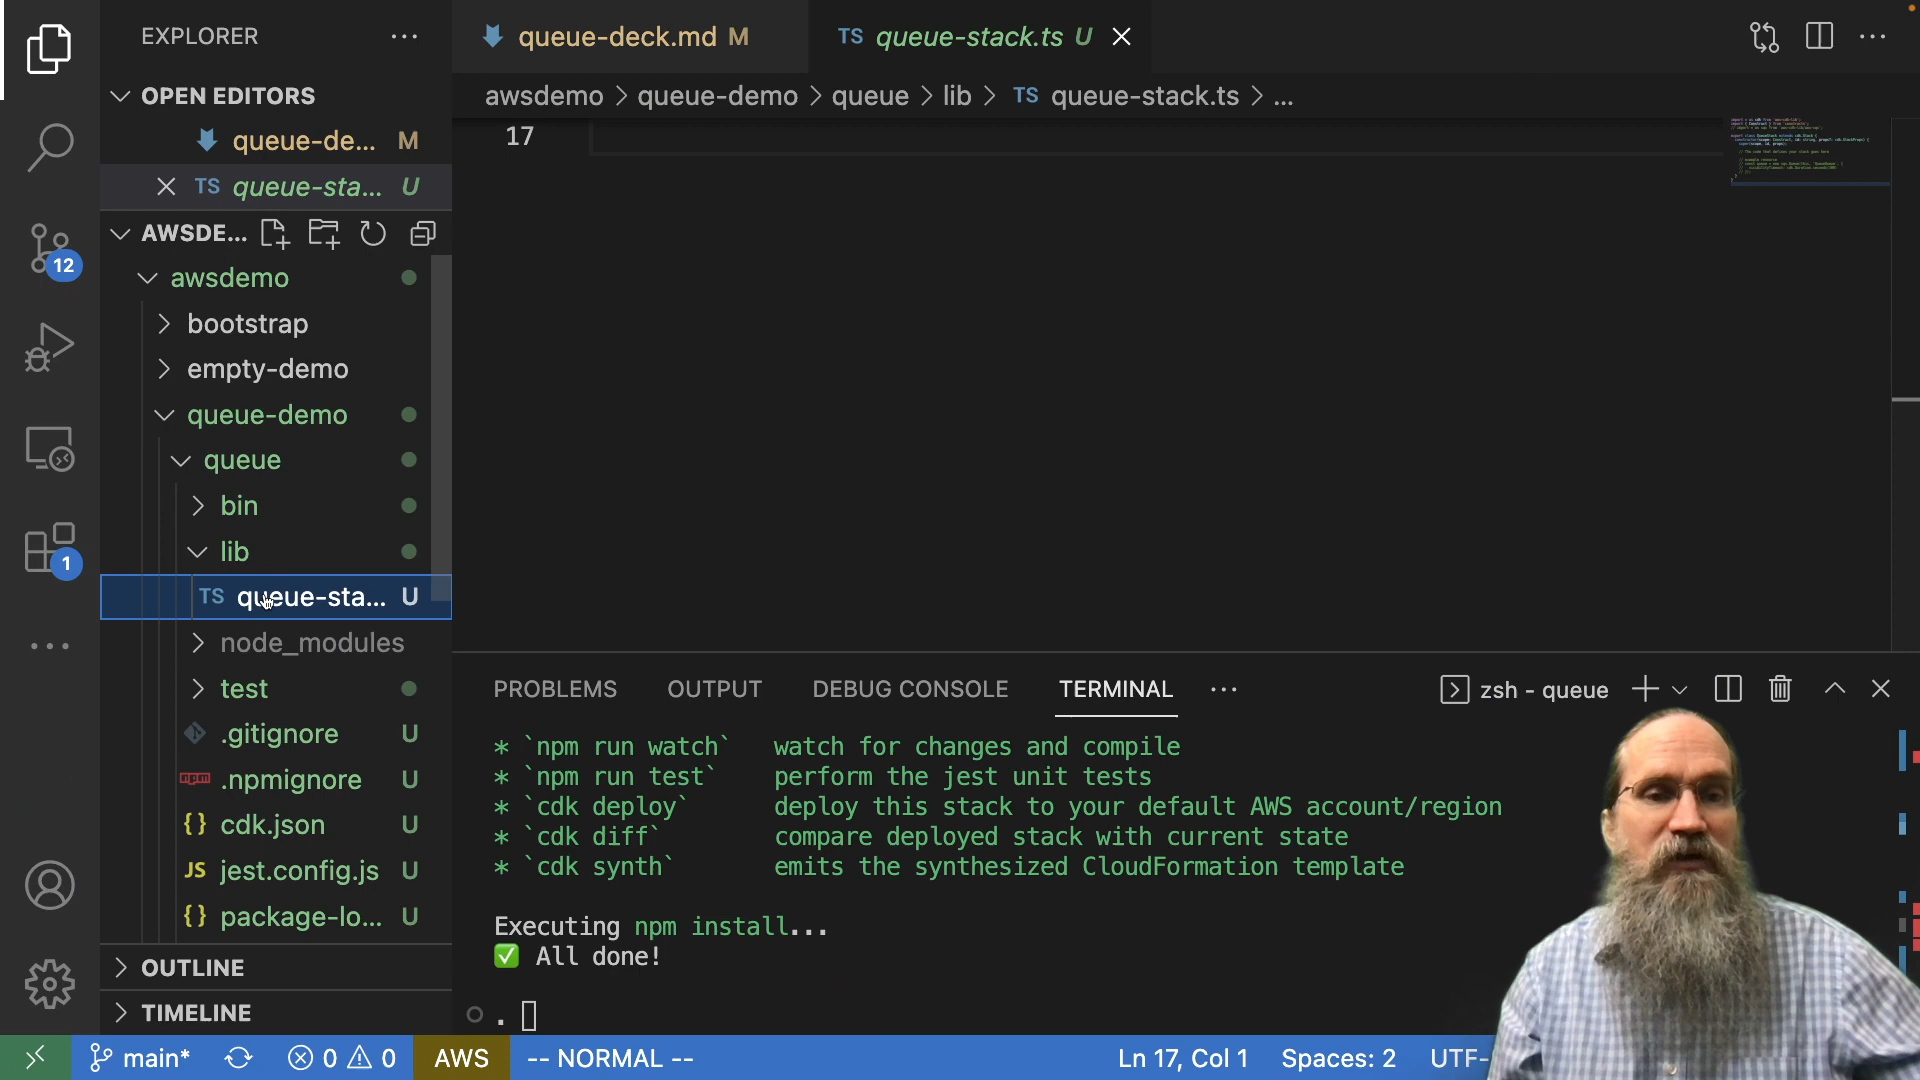 EXPLORER
queue-deck.md M
TS queue-stack.ts U
OPEN EDITORS
queue-de... M
TS queue-sta... U
awsdemo > queue-demo > queue > lib > TS queue-stack.ts > ...
17
AWSDE...
awsdemo
bootstrap
empty-demo
queue-demo
queue
bin
lib
TS queue-sta... U
node_modules
test
.gitignore U
npm .npmignore U
{} cdk.json U
JS jest.config.js U
{} package-lo... U
OUTLINE
TIMELINE
12
1
PROBLEMS OUTPUT DEBUG CONSOLE TERMINAL ... zsh - queue
* `npm run watch` watch for changes and compile
* `npm run test` perform the jest unit tests
* `cdk deploy` deploy this stack to your default AWS account/region
* `cdk diff` compare deployed stack with current state
* `cdk synth` emits the synthesized CloudFormation template
Executing npm install...
All done!
.
main* 0 0 AWS -- NORMAL -- Ln 17, Col 1 Spaces: 2 UTF-